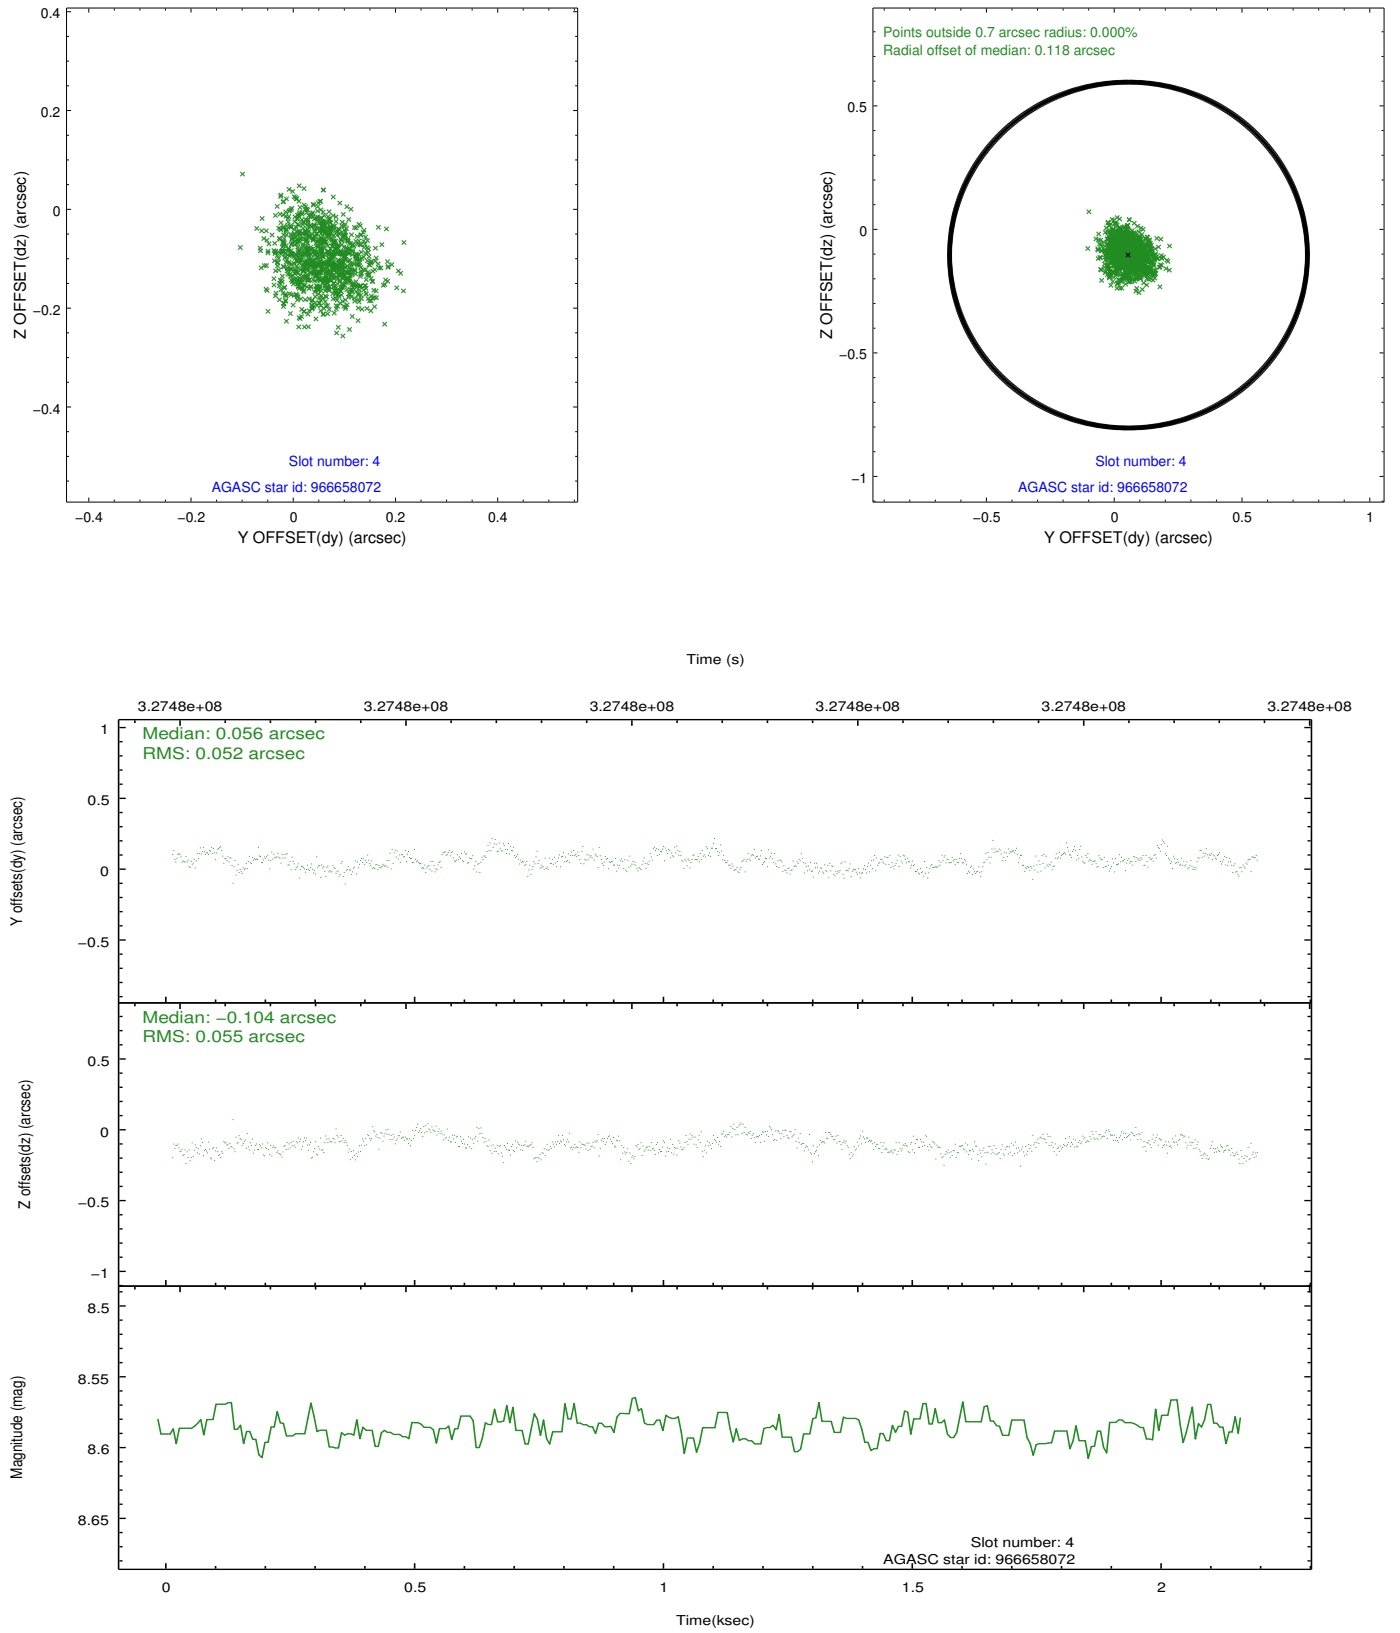 0.4
0.2
0
−0.2
−0.4
Z OFFSET(dz) (arcsec)
Slot number: 4
AGASC star id: 966658072
−0.4 −0.2 0 0.2 0.4
Y OFFSET(dy) (arcsec)
Points outside 0.7 arcsec radius: 0.000%
Radial offset of median: 0.118 arcsec
0.5
0
−0.5
−1
Z OFFSET(dz) (arcsec)
Slot number: 4
AGASC star id: 966658072
−0.5 0 0.5 1
Y OFFSET(dy) (arcsec)
Time (s)
3.2748e+08 3.2748e+08 3.2748e+08 3.2748e+08 3.2748e+08 3.2748e+08
Median: 0.056 arcsec
RMS: 0.052 arcsec
1
0.5
0
−0.5
Y offsets(dy) (arcsec)
Median: −0.104 arcsec
RMS: 0.055 arcsec
0.5
0
−0.5
−1
Z offsets(dz) (arcsec)
8.5
8.55
8.6
8.65
Magnitude (mag)
Slot number: 4
AGASC star id: 966658072
0 0.5 1 1.5 2
Time(ksec)